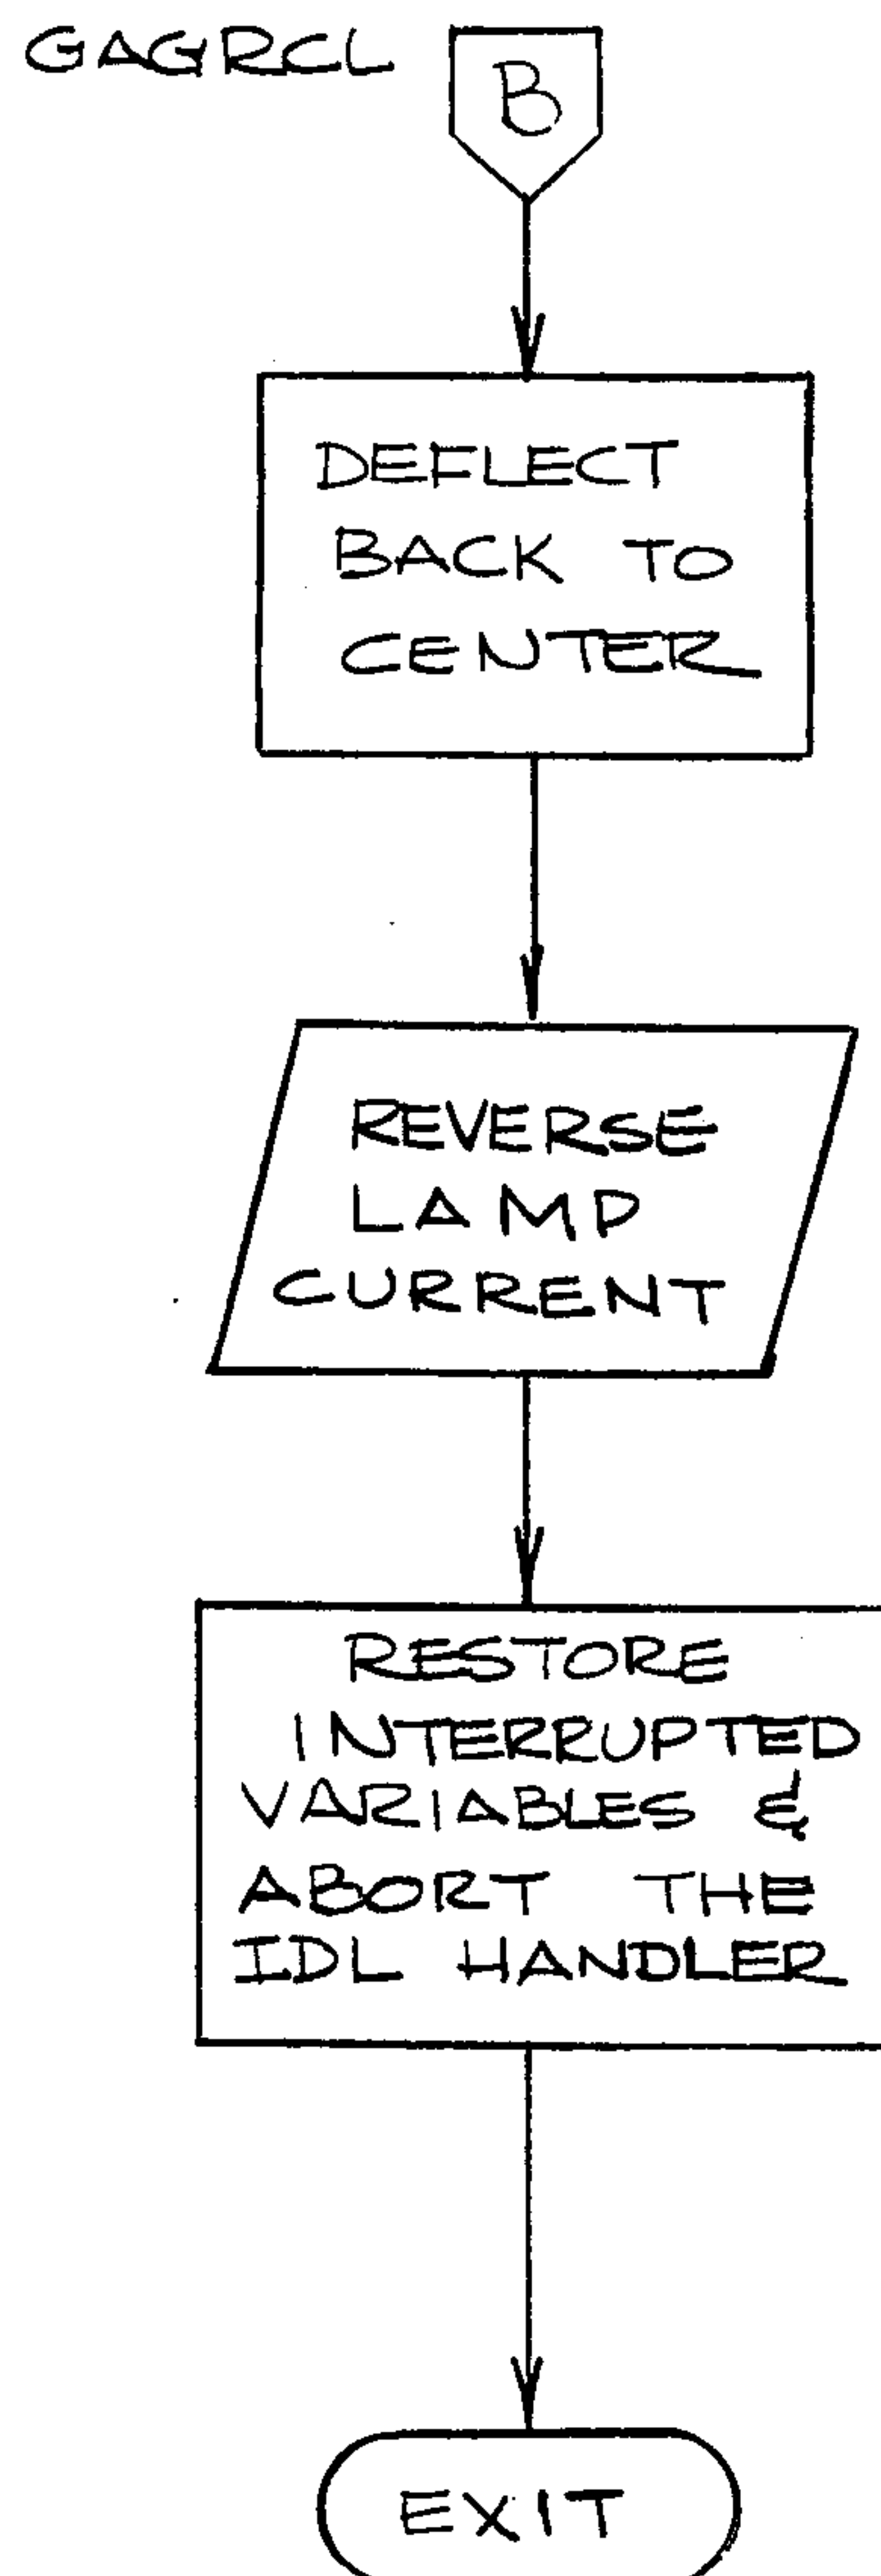 GAGRCL
B
DEFLECT
BACK TO
CENTER
REVERSE
LAMP
CURRENT
RESTORE
INTERRUPTED
VARIABLES &
ABORT THE
IDL HANDLER
EXIT